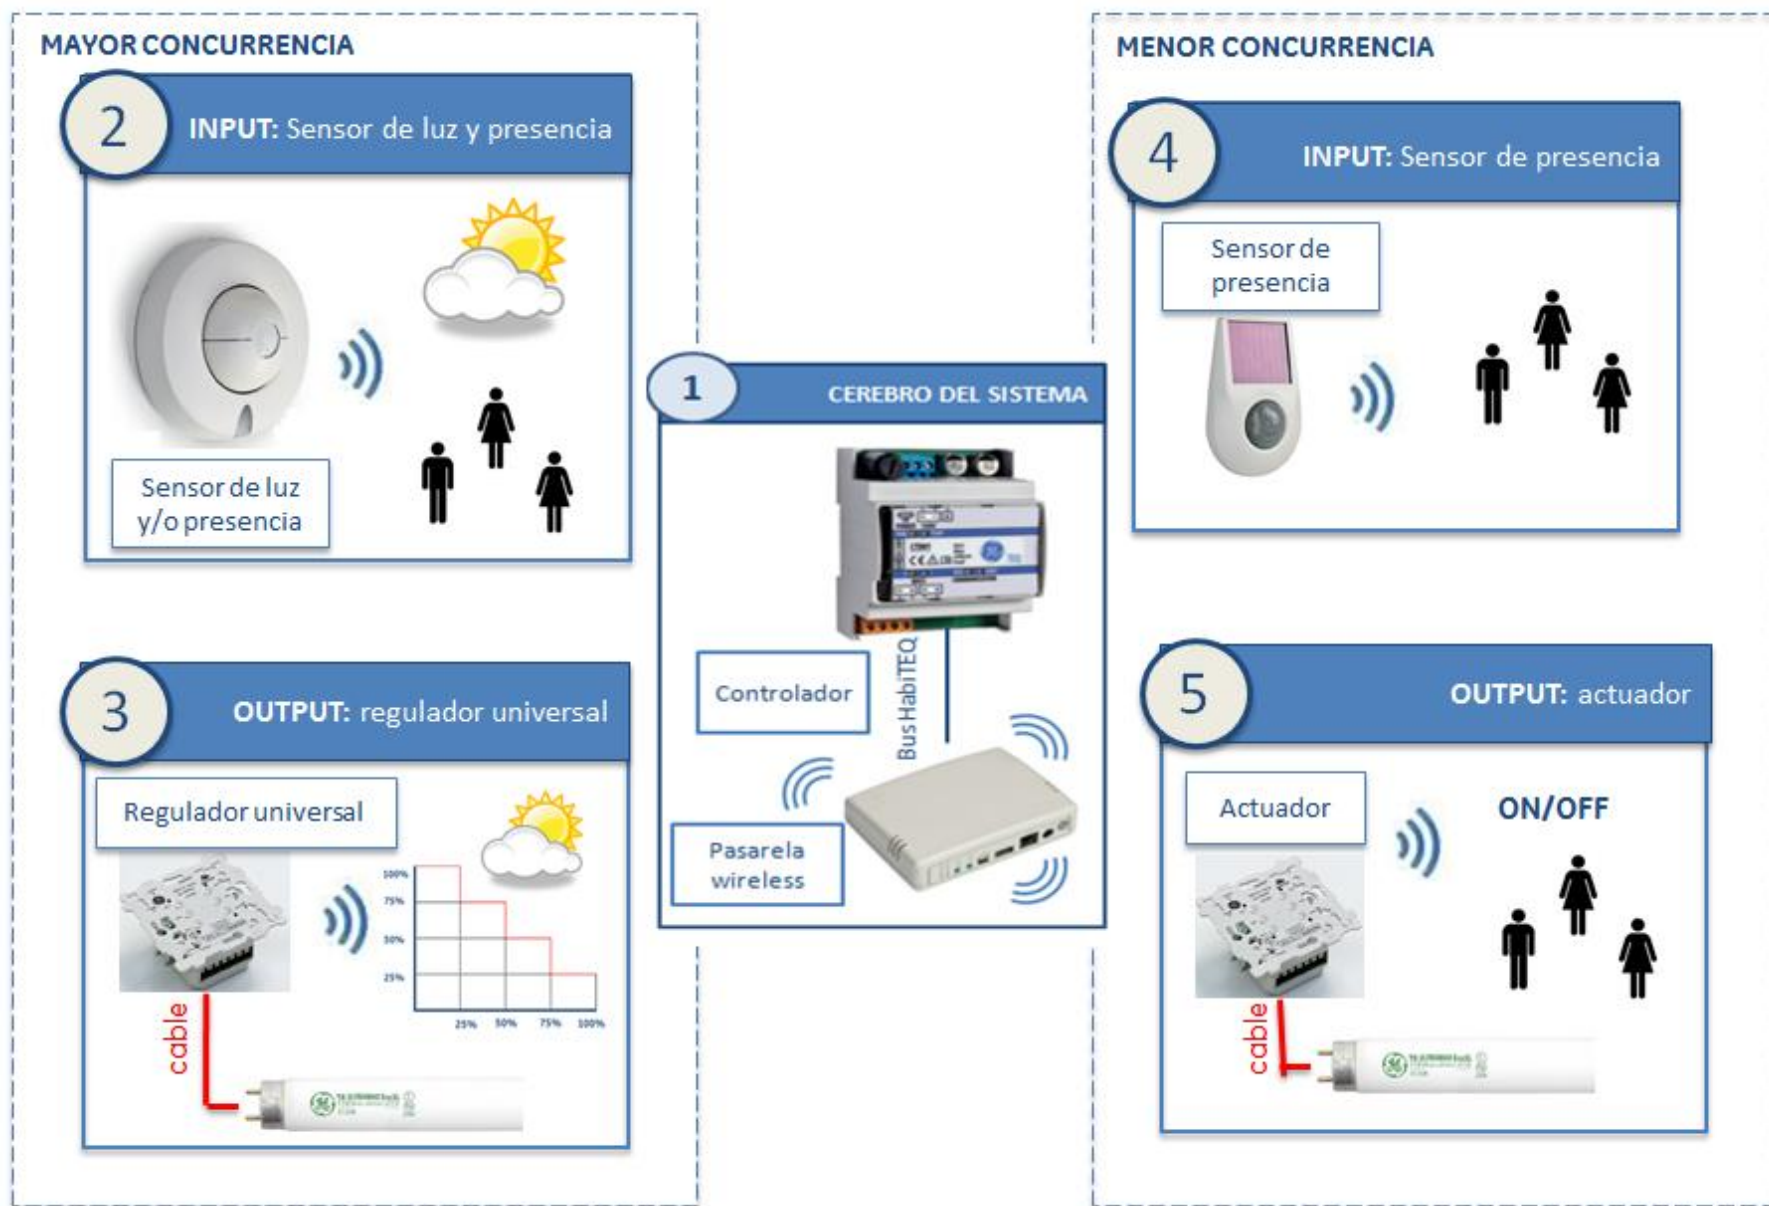 MAYOR CONCURRENCIA
2
INPUT: Sensor de luz y presencia
Sensor de luz
y/o presencia
3
OUTPUT: regulador universal
Regulador universal
100%
75%
50%
25%
25% 50% 75% 100%
cable
1
CEREBRO DEL SISTEMA
Controlador
Bus HabiTEQ
Pasarela
wireless
MENOR CONCURRENCIA
4
INPUT: Sensor de presencia
Sensor de
presencia
5
OUTPUT: actuador
Actuador
ON/OFF
cable